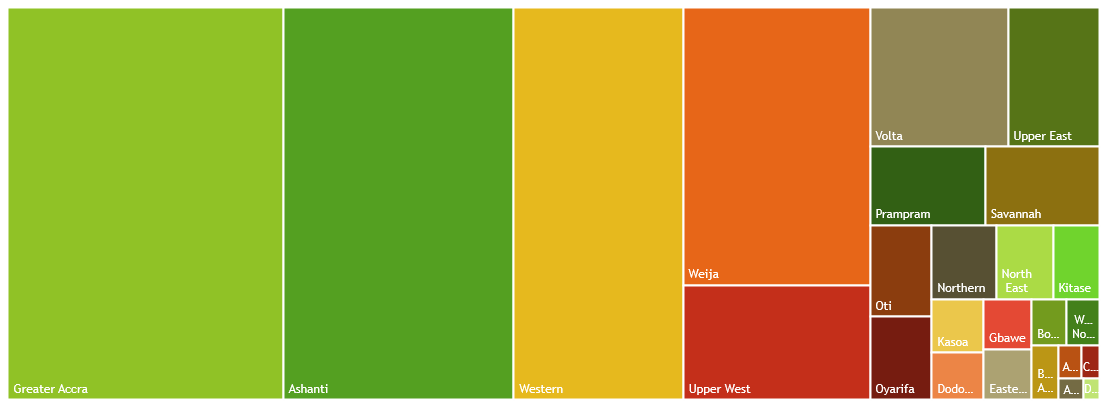 Greater Accra
Ashanti
Western
Weija
Upper West
Volta
Upper East
Prampram
Savannah
Oti
Northern
North
East
Kitase
Oyarifa
Kasoa
Gbawe
Bo...
W...
No...
Dodo...
Easte...
B...
A...
A...
C...
A...
D...